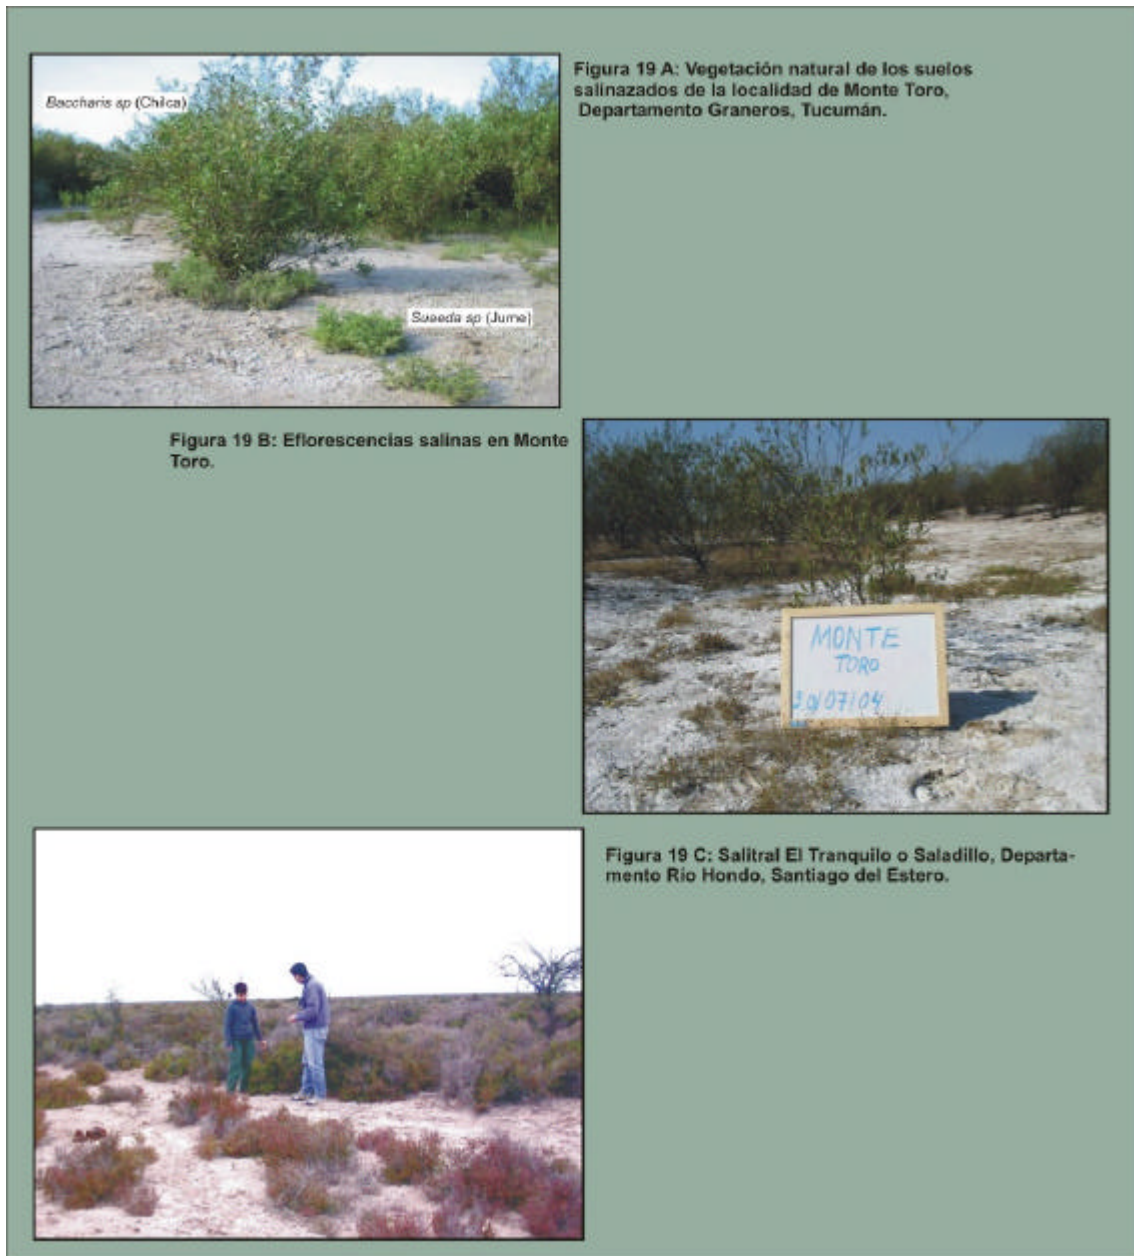 Figura 19 A: Vegetación natural de los suelos
salinazados de la localidad de Monte Toro,
Departamento Graneros, Tucumán.
Baccharis sp (Chilca)
Sueeda sp (Jume)
Figura 19 B: Eflorescencias salinas en Monte
Toro.
MONTE
TORO
30/07/04
Figura 19 C: Salitral El Tranquilo o Saladillo, Departa-
mento Río Hondo, Santiago del Estero.